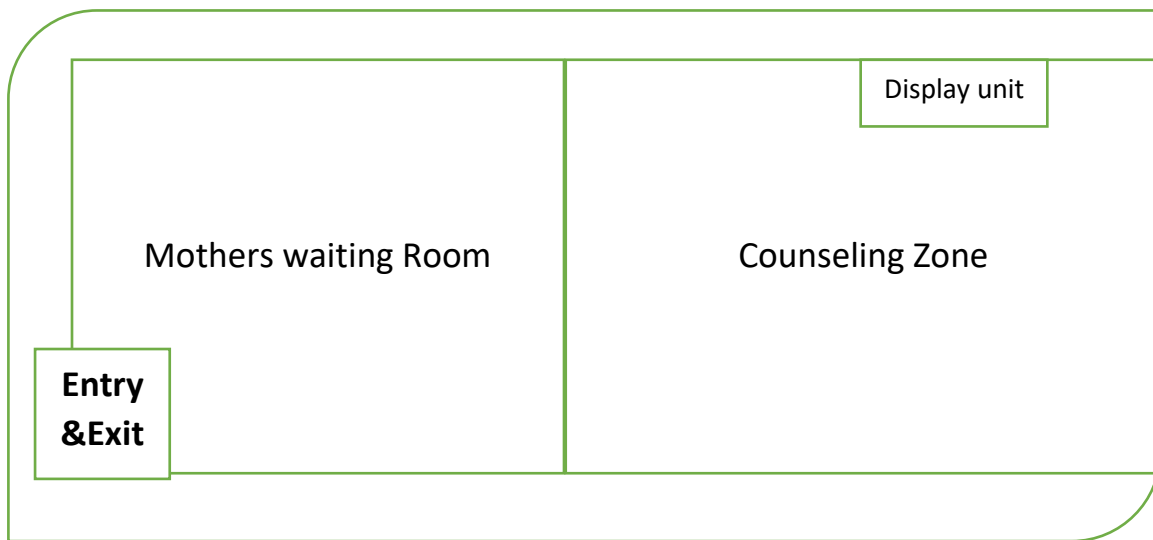 Display unit
Mothers waiting Room
Counseling Zone
Entry
&Exit